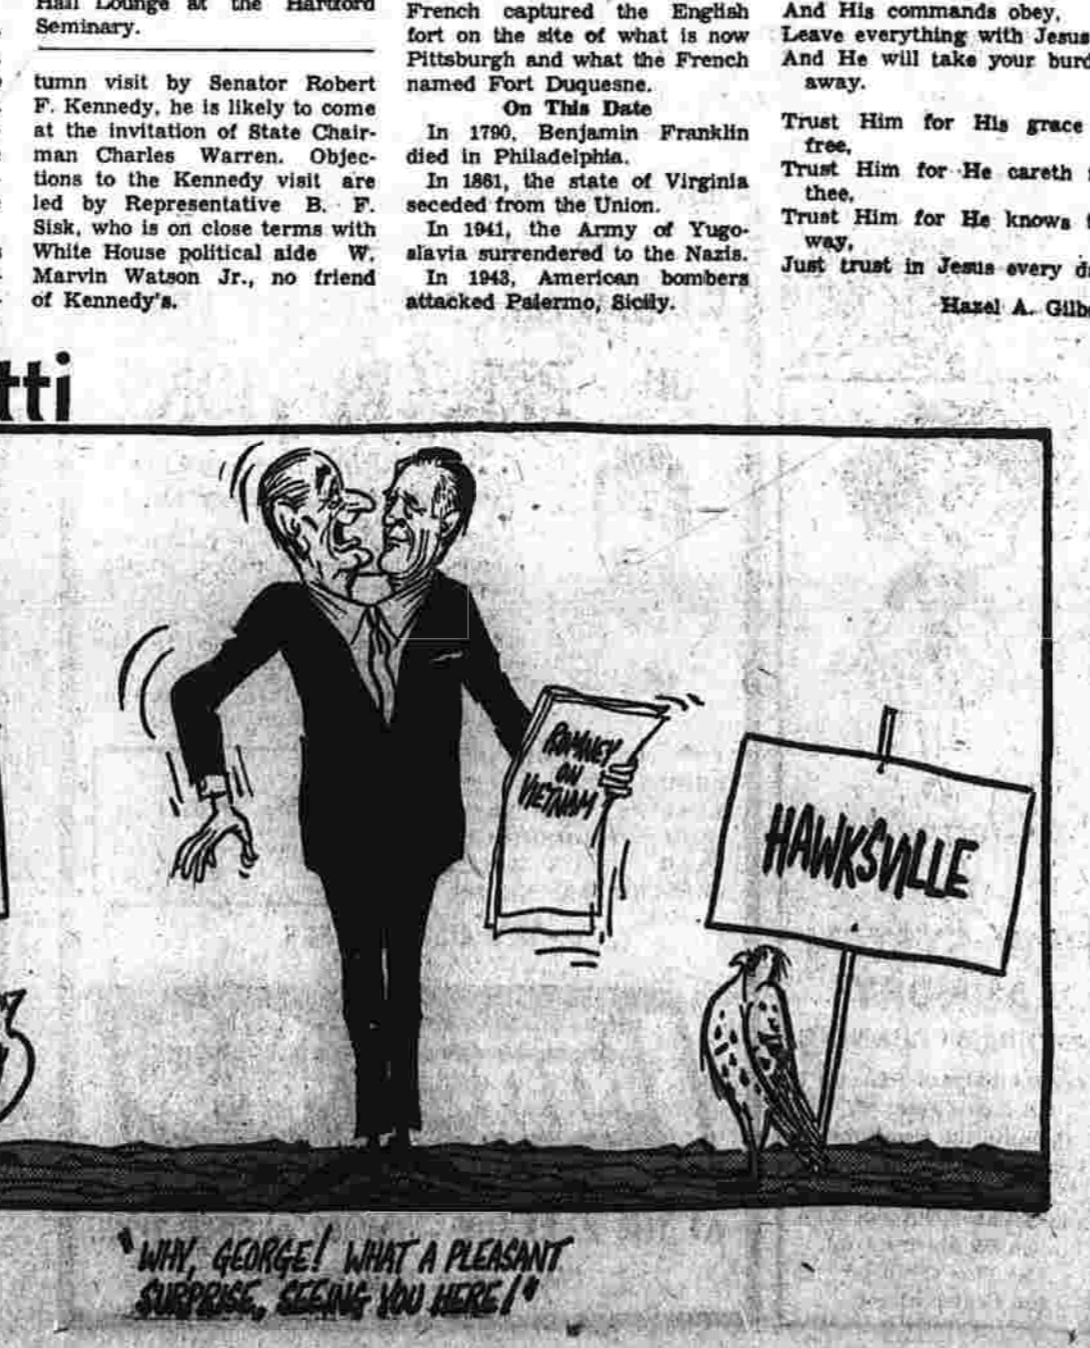 Hall Lounge at the Hartford
Seminary.
tumn visit by Senator Robert
F. Kennedy, he is likely to come
at the invitation of State Chair-
man Charles Warren. Objec-
tions to the Kennedy visit are
led by Representative B. F.
Sisk, who is on close terms with
White House political aide W.
Marvin Watson Jr., no friend
of Kennedy's.
French captured the English
fort on the site of what is now
Pittsburgh and what the French
named Fort Duquesne.
On This Date
In 1790, Benjamin Franklin
died in Philadelphia.
In 1861, the state of Virginia
seceded from the Union.
In 1941, the Army of Yugo-
slavia surrendered to the Nazis.
In 1943, American bombers
attacked Palermo, Sicily.
And His commands obey,
Leave everything with Jesus
And He will take your burd
away.
Trust Him for His grace
free,
Trust Him for He careth
thee,
Trust Him for He knows
way,
Just trust in Jesus every d
Hazel A. Gilb
tti
ROMNEY
ON
VIETNAM
HAWKSVILLE
"WHY, GEORGE! WHAT A PLEASANT
SURPRISE, SEEING YOU HERE!"